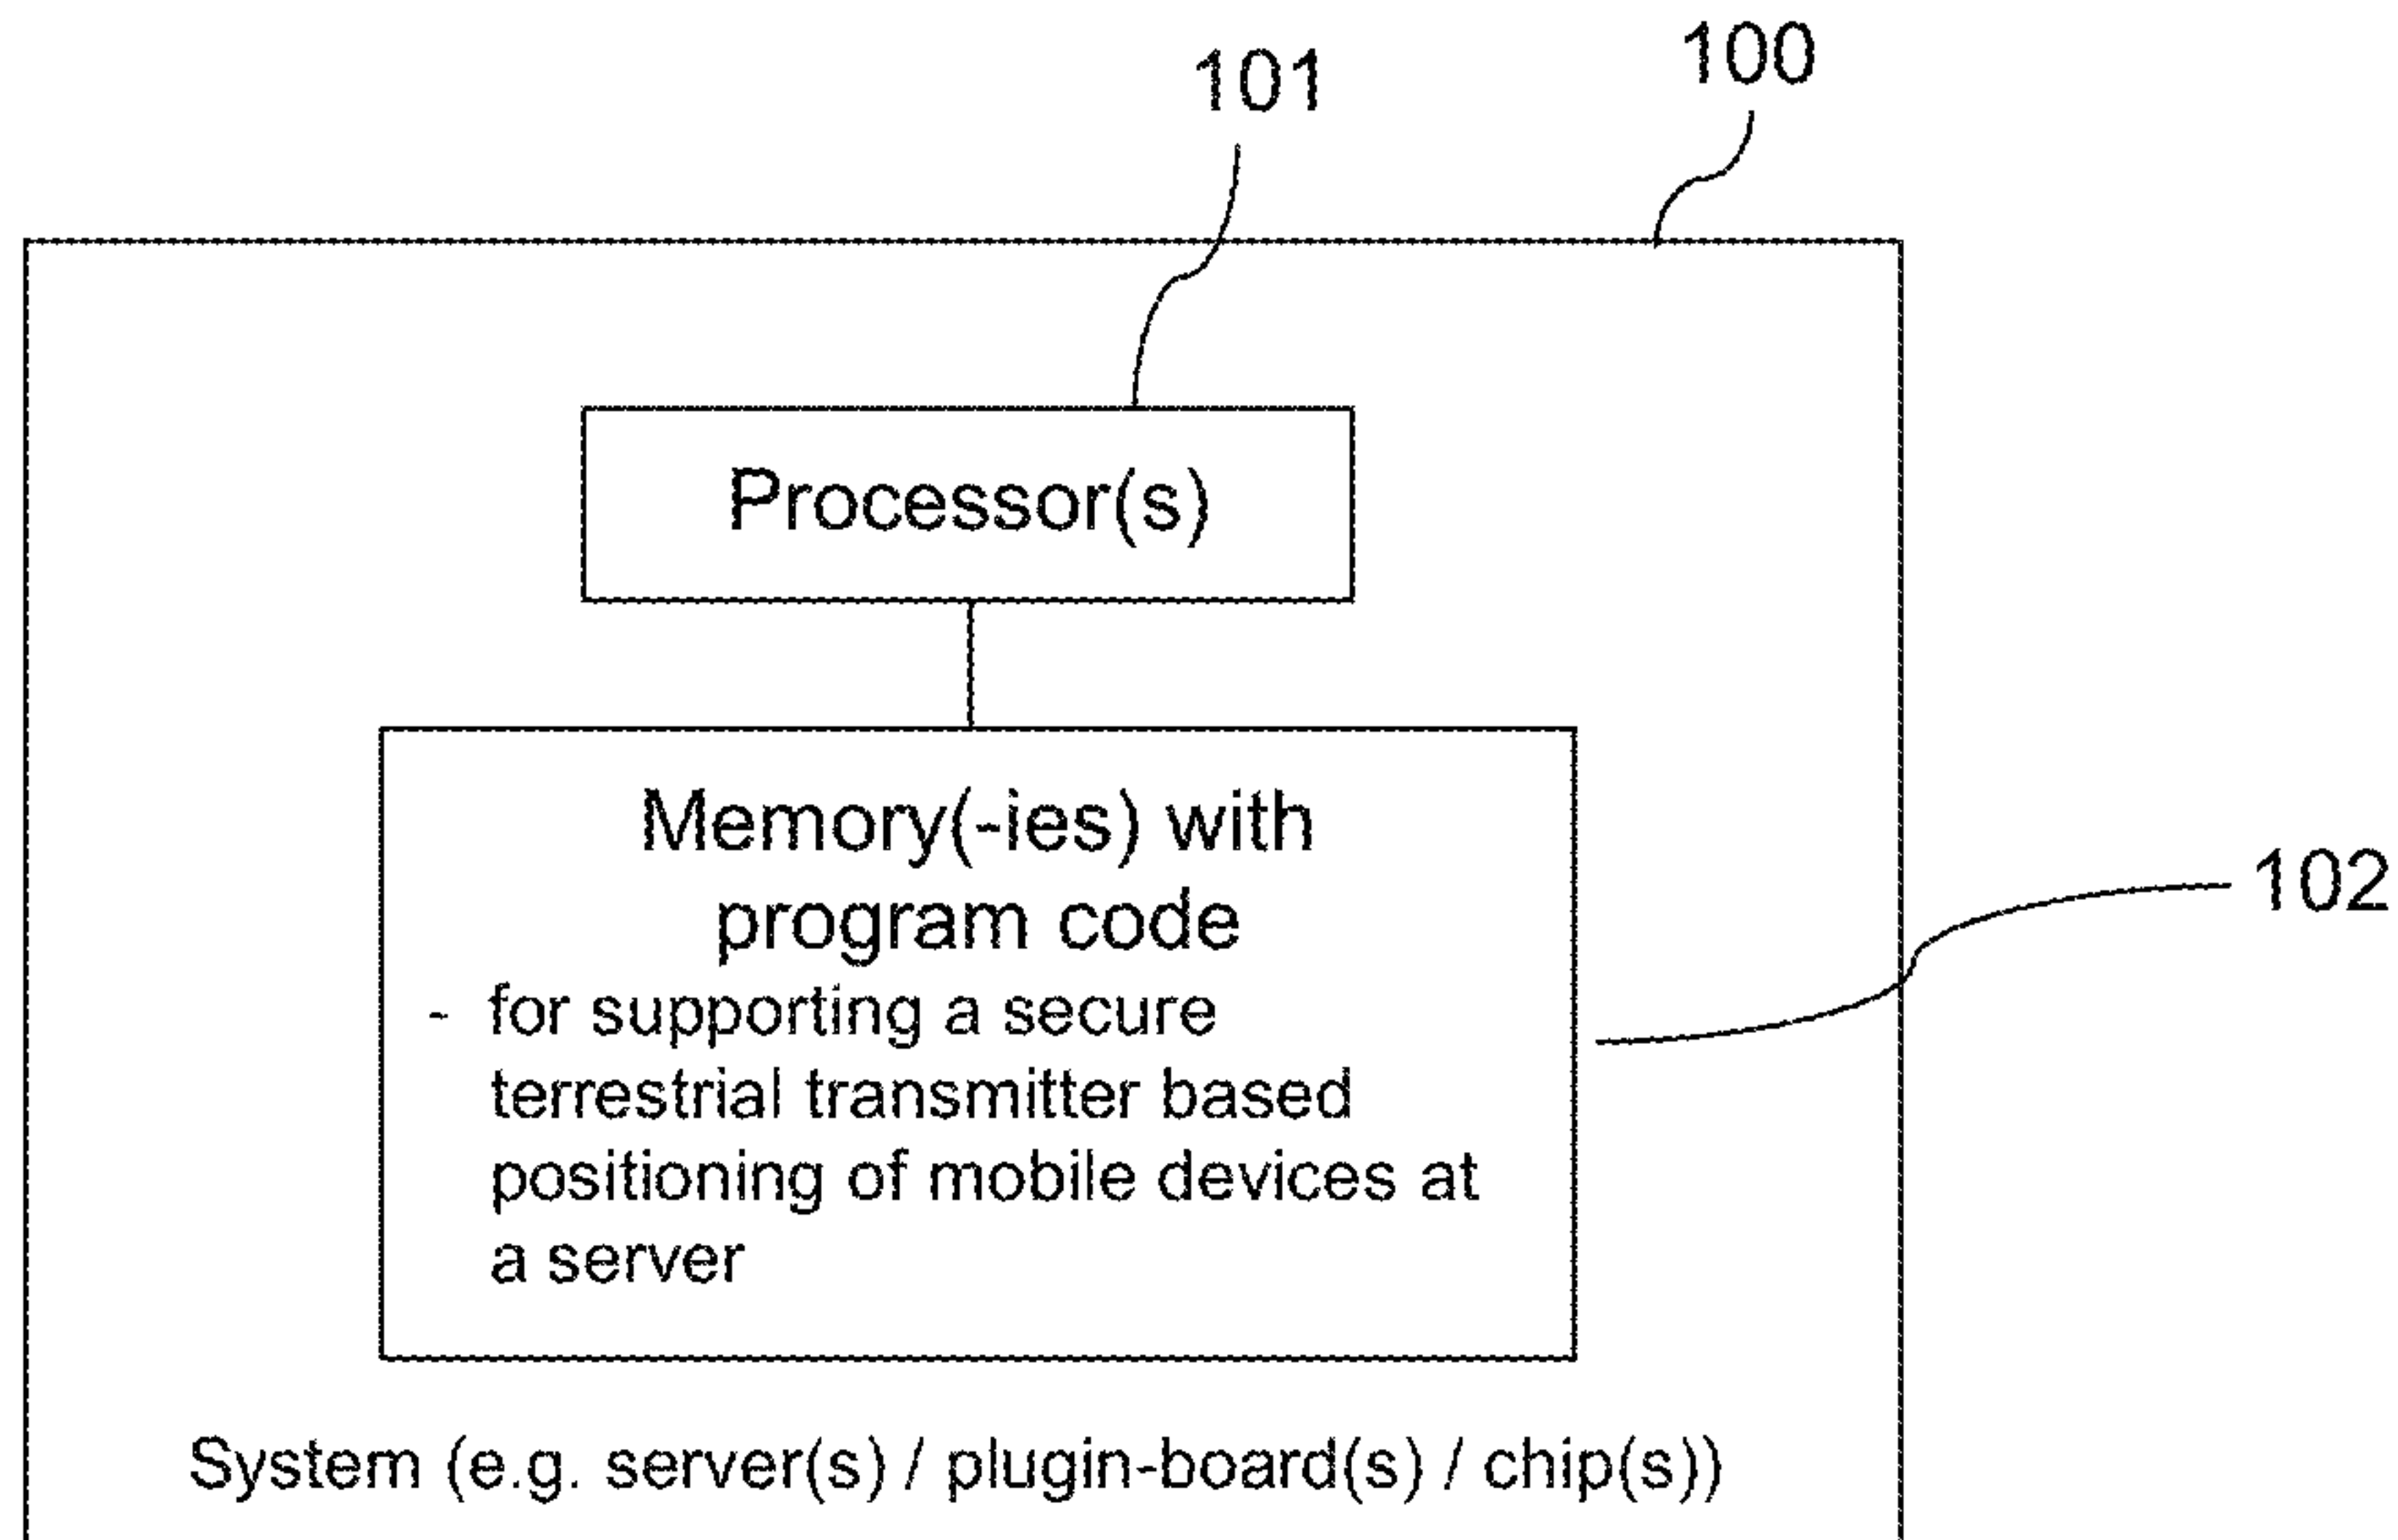 100
101
Processor(s)
Memory(-ies) with
program code
- for supporting a secure
terrestrial transmitter based
positioning of mobile devices at
a server
102
System (e.g. server(s) / plugin-board(s) / chip(s))